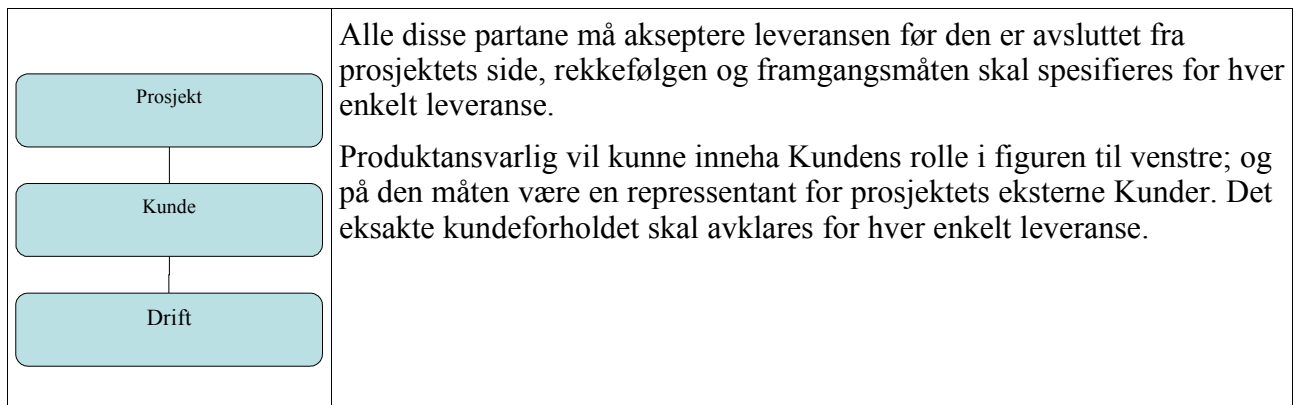 Prosjekt
Kunde
Drift
Alle disse partane må akseptere leveransen før den er avsluttet fra
prosjektets side, rekkefølgen og framgangsmåten skal spesifieres for hver
enkelt leveranse.
Produktansvarlig vil kunne inneha Kundens rolle i figuren til venstre; og
på den måten være en repressentant for prosjektets eksterne Kunder. Det
eksakte kundeforholdet skal avklares for hver enkelt leveranse.